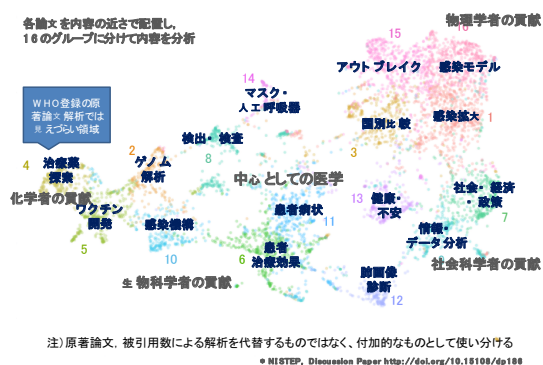 各論文を内容の近さで配置し，
１６のグループに分けて内容を分析
物理学者の貢献
15
16
アウトブレイク
感染モデル
14
マスク・
人工呼吸器
ＷＨＯ登録の原
著論文解析では
見えづらい領域
国別比較
感染拡大
1
検出・検査
8
2
ゲノム
解析
3
4
治療薬
探索
中心としての医学
化学者の貢献
13
健康・
不安
社会・経済
・政策
7
ワクチン
開発
5
感染機構
10
患者病状
11
情報・
データ分析
6
患者
治療効果
社会科学者の貢献
生物科学者の貢献
肺画像
診断
12
注）原著論文，被引用数による解析を代替するものではなく、付加的なものとして使い分ける
© NISTEP, Discussion Paper http://doi.org/10.15108/dp186